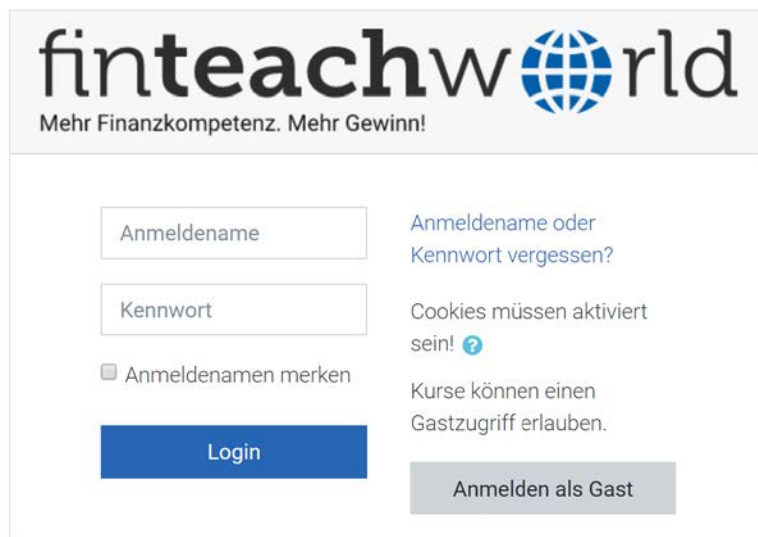 finteachworld
Mehr Finanzkompetenz. Mehr Gewinn!
Anmeldename
Kennwort
Anmeldenamen merken
Login
Anmeldename oder
Kennwort vergessen?
Cookies müssen aktiviert
sein! ?
Kurse können einen
Gastzugriff erlauben.
Anmelden als Gast